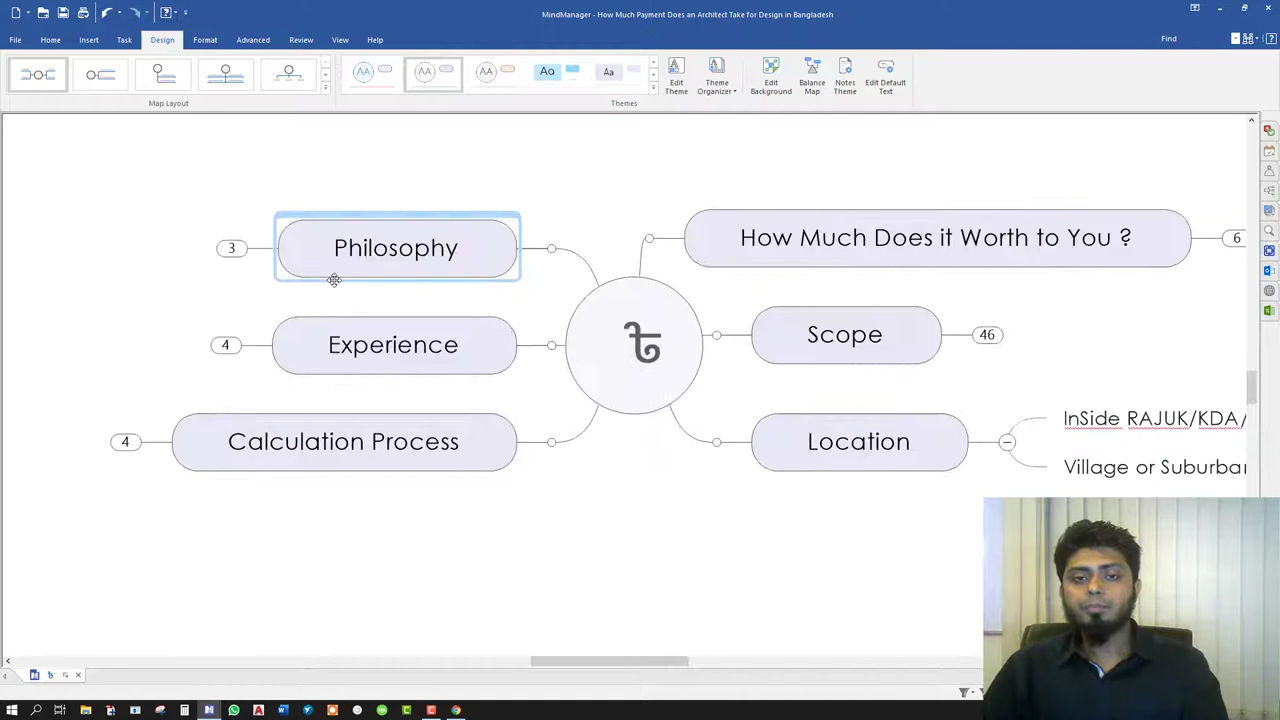 MindManager - How Much Payment Does an Architect Take for Design in Bangladesh
File Home Insert Task Design Format Advanced Review View Help
Find
Edit Theme
Theme Organizer
Edit Background
Balance Map
Notes Theme
Edit Default Text
Map Layout
Themes
3 Philosophy
How Much Does it Worth to You ? 6
4 Experience
৳
Scope 46
4 Calculation Process
Location
InSide RAJUK/KDA/
Village or Suburban
৳